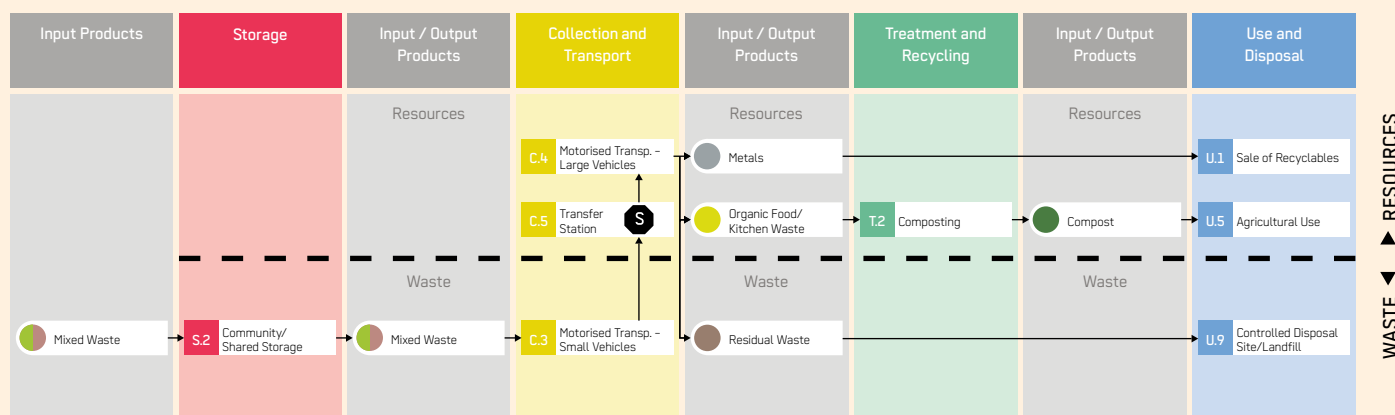 Input Products
Storage
Input / Output
Products
Collection and
Transport
Input / Output
Products
Treatment and
Recycling
Input / Output
Products
Use and
Disposal
Resources
Resources
Resources
C.4
Motorised Transp. –
Large Vehicles
Metals
U.1
Sale of Recyclables
C.5
Transfer
Station
S
Organic Food/
Kitchen Waste
T.2
Composting
Compost
U.5
Agricultural Use
Waste
Waste
Waste
Mixed Waste
S.2
Community/
Shared Storage
Mixed Waste
C.3
Motorised Transp. –
Small Vehicles
Residual Waste
U.9
Controlled Disposal
Site/Landfill
WASTE ◀ ▶ RESOURCES